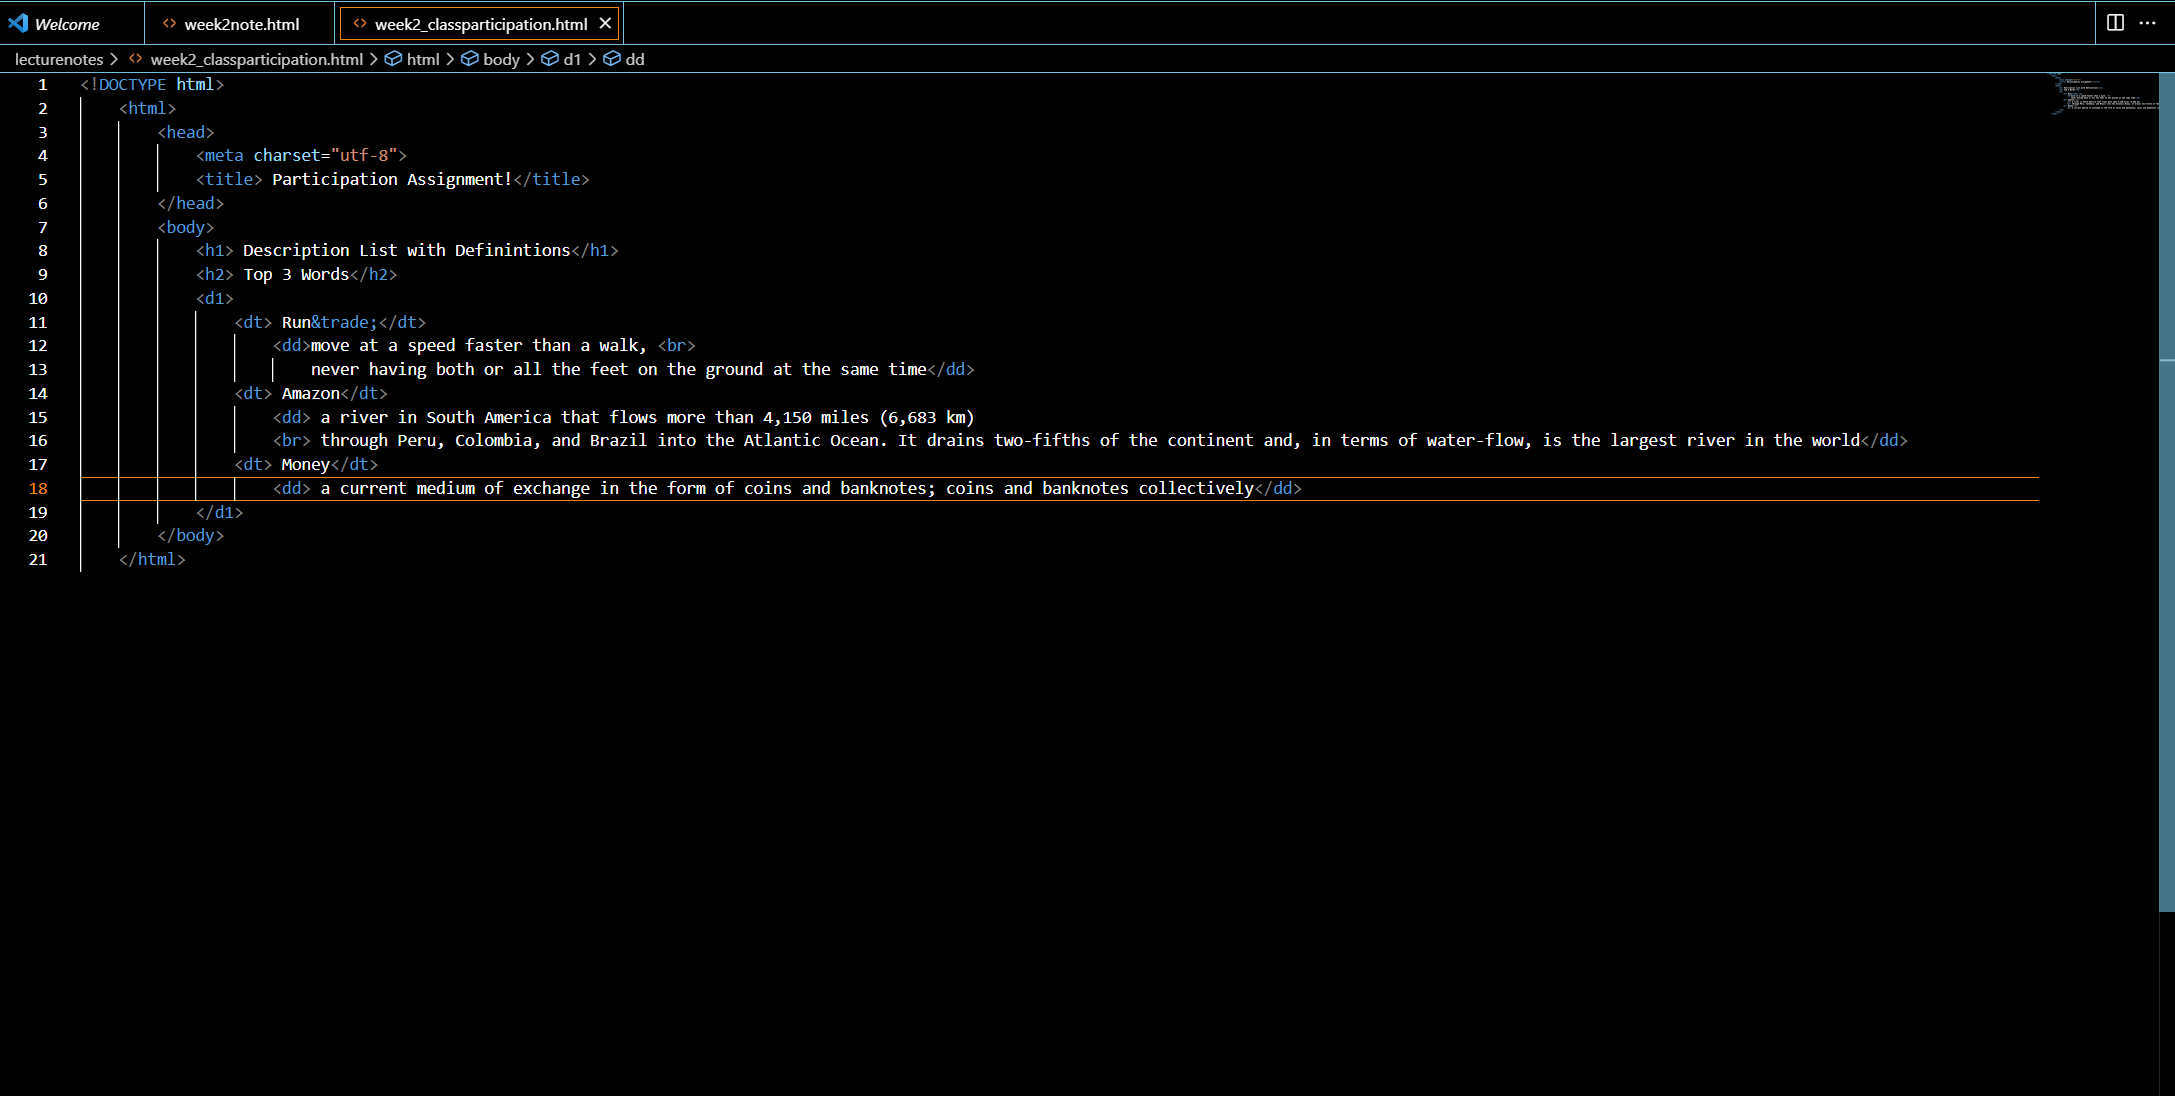 Welcome
week2note.html
week2_classparticipation.html
lecturenotes > week2_classparticipation.html > html > body > d1 > dd
1 <!DOCTYPE html>
2 <html>
3 <head>
4 <meta charset="utf-8">
5 <title> Participation Assignment!</title>
6 </head>
7 <body>
8 <h1> Description List with Definintions</h1>
9 <h2> Top 3 Words</h2>
10 <d1>
11 <dt> Run&trade;</dt>
12 <dd>move at a speed faster than a walk, <br>
13 never having both or all the feet on the ground at the same time</dd>
14 <dt> Amazon</dt>
15 <dd> a river in South America that flows more than 4,150 miles (6,683 km)
16 <br> through Peru, Colombia, and Brazil into the Atlantic Ocean. It drains two-fifths of the continent and, in terms of water-flow, is the largest river in the world</dd>
17 <dt> Money</dt>
18 <dd> a current medium of exchange in the form of coins and banknotes; coins and banknotes collectively</dd>
19 </d1>
20 </body>
21 </html>